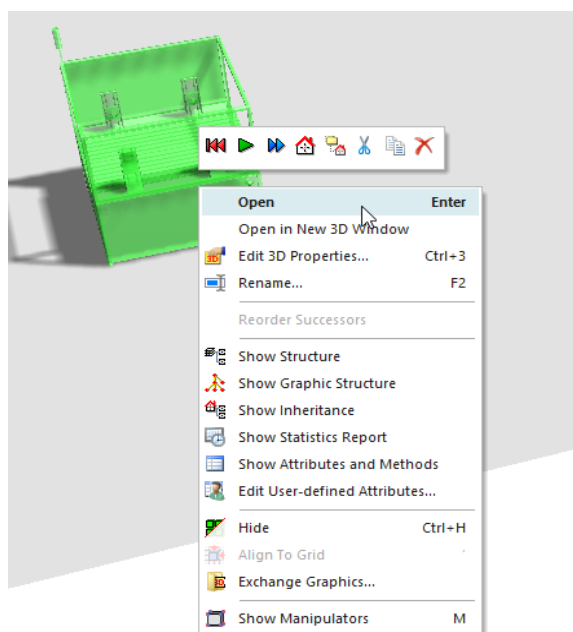 Open Enter
Open in New 3D Window
3D Edit 3D Properties... Ctrl+3
Rename... F2
Reorder Successors
Show Structure
Show Graphic Structure
Show Inheritance
Show Statistics Report
Show Attributes and Methods
Edit User-defined Attributes...
Hide Ctrl+H
Align To Grid
Exchange Graphics...
Show Manipulators M